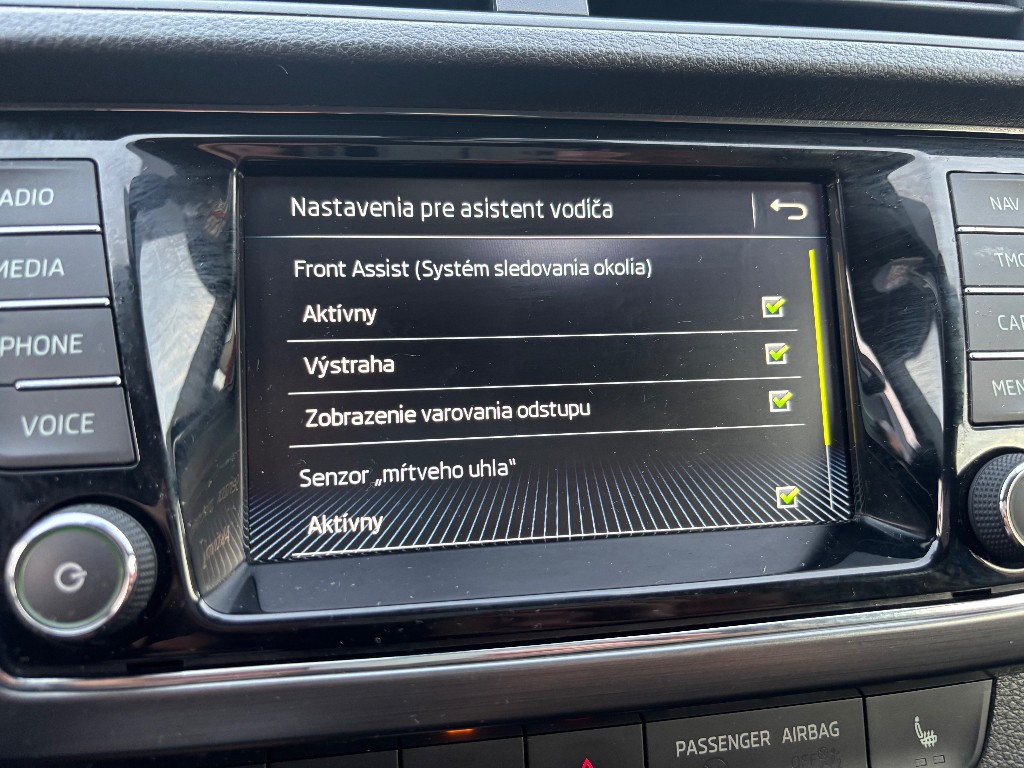 Nastavenia pre asistent vodiča
Front Assist (Systém sledovania okolia)
Aktívny
Výstraha
Zobrazenie varovania odstupu
Senzor „mŕtveho uhla“
Aktívny
ADIO
MEDIA
PHONE
VOICE
NAV
TMC
CAR
MEN
PASSENGER AIRBAG